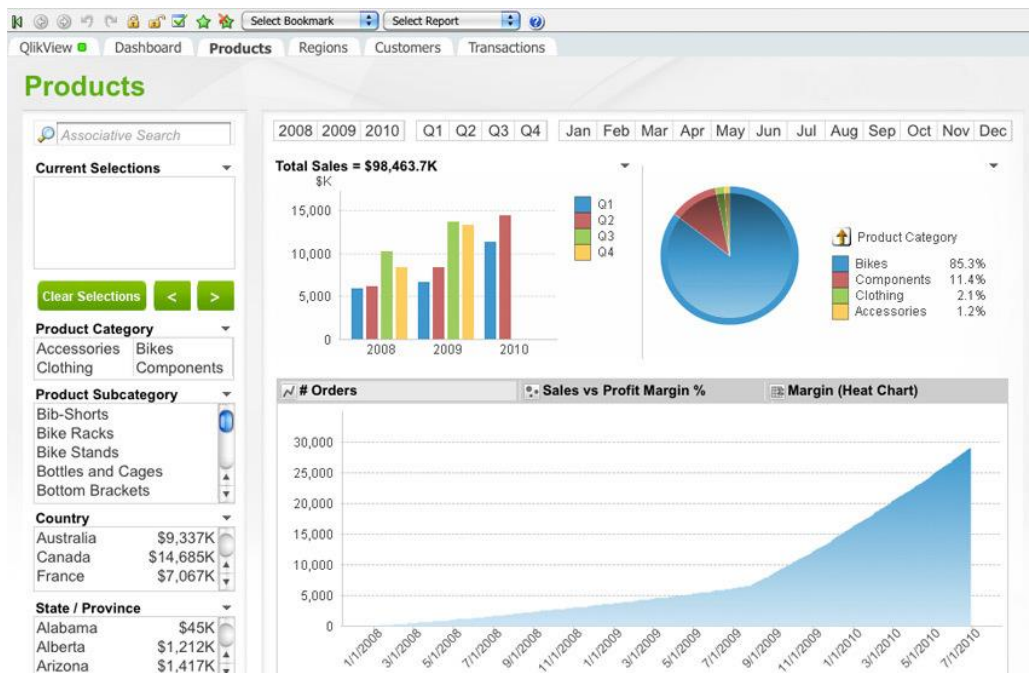 Select Bookmark Select Report
QlikView Dashboard Products Regions Customers Transactions
Products
Associative Search
Current Selections
Clear Selections < >
Product Category
Accessories Bikes
Clothing Components
Product Subcategory
Bib-Shorts
Bike Racks
Bike Stands
Bottles and Cages
Bottom Brackets
Country
Australia $9,337K
Canada $14,685K
France $7,067K
State / Province
Alabama $45K
Alberta $1,212K
Arizona $1,417K
2008 2009 2010 Q1 Q2 Q3 Q4 Jan Feb Mar Apr May Jun Jul Aug Sep Oct Nov Dec
Total Sales = $98,463.7K
$K
15,000
10,000
5,000
0
2008 2009 2010
Q1
Q2
Q3
Q4
Product Category
Bikes 85.3%
Components 11.4%
Clothing 2.1%
Accessories 1.2%
# Orders Sales vs Profit Margin % Margin (Heat Chart)
30,000
25,000
20,000
15,000
10,000
5,000
0
1/1/2008 3/1/2008 5/1/2008 7/1/2008 9/1/2008 11/1/2008 1/1/2009 3/1/2009 5/1/2009 7/1/2009 9/1/2009 11/1/2009 1/1/2010 3/1/2010 5/1/2010 7/1/2010